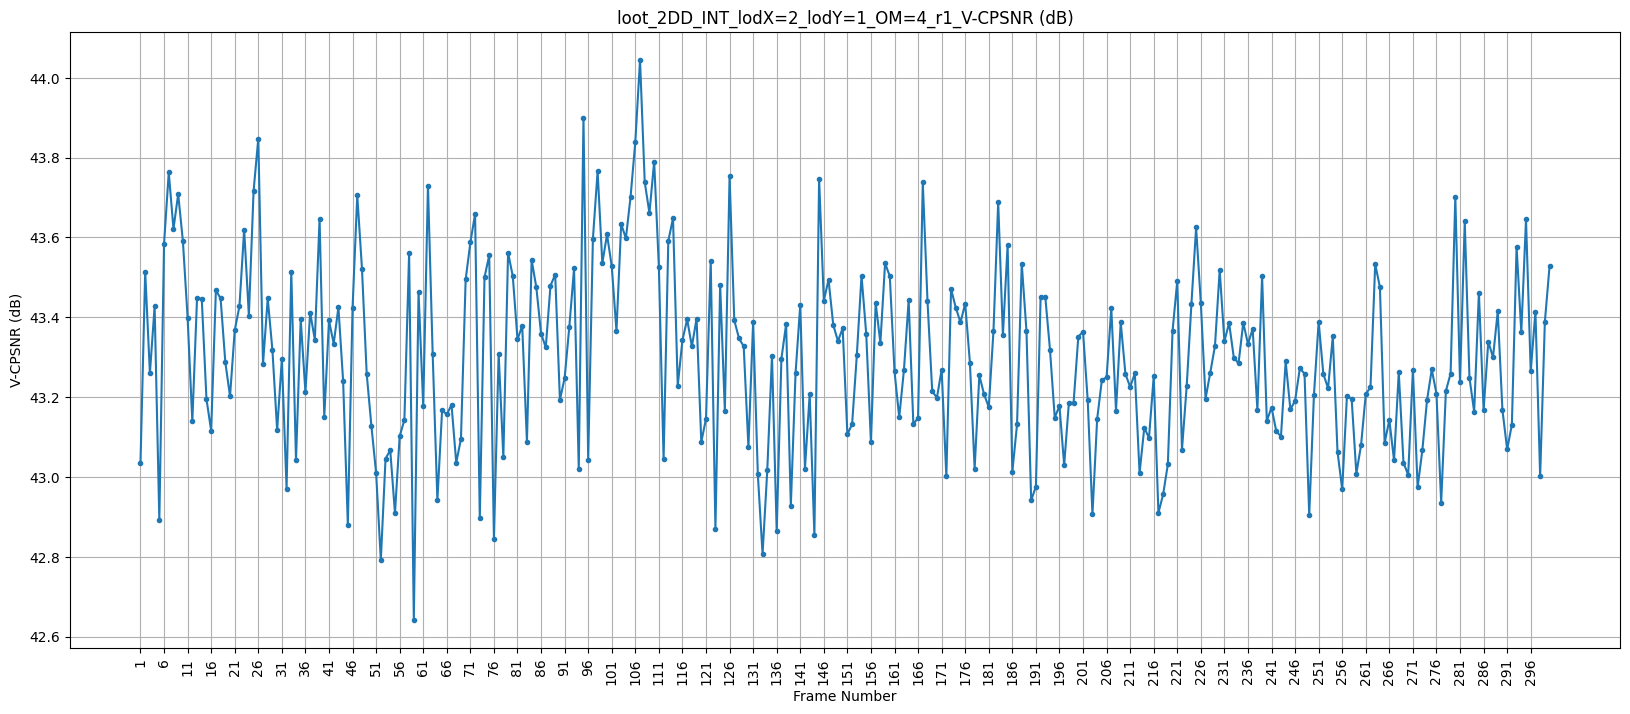 loot_2DD_INT_lodX=2_lodY=1_OM=4_r1_V-CPSNR (dB)
V-CPSNR (dB)
44.0
43.8
43.6
43.4
43.2
43.0
42.8
42.6
1 6 11 16 21 26 31 36 41 46 51 56 61 66 71 76 81 86 91 96 101 106 111 116 121 126 131 136 141 146 151 156 161 166 171 176 181 186 191 196 201 206 211 216 221 226 231 236 241 246 251 256 261 266 271 276 281 286 291 296
Frame Number